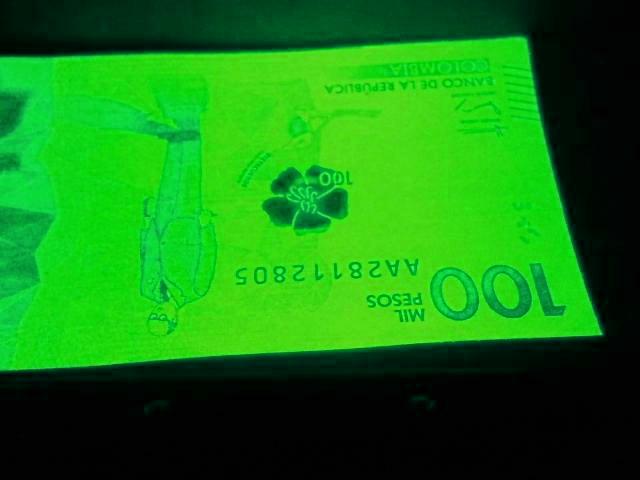 BANCO DE LA REPÚBLICA
COLOMBIA
100
AA28112805
100
MIL
PESOS